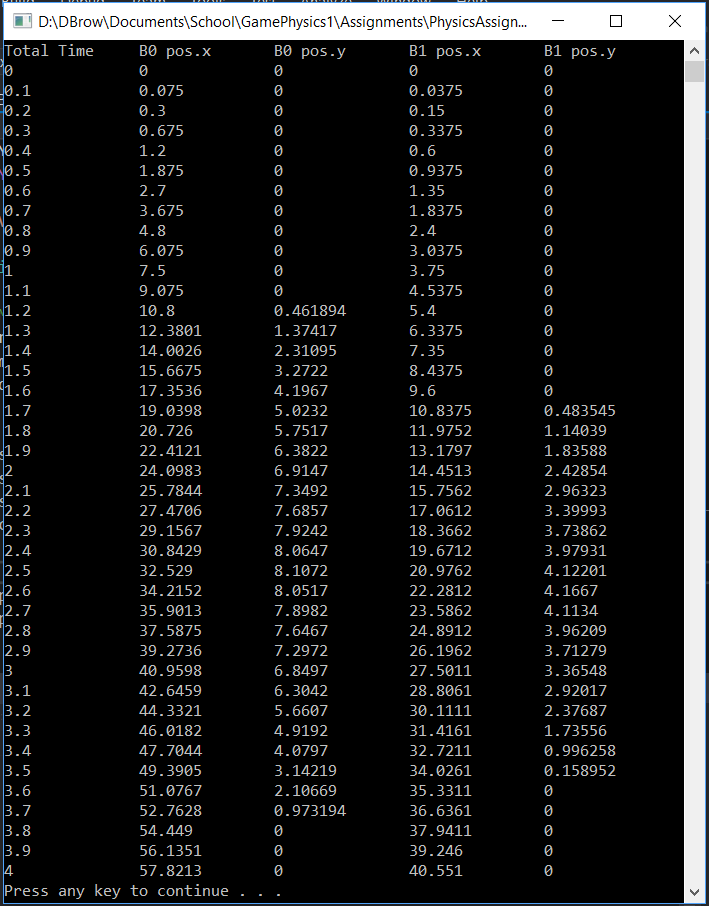 D:\DBrow\Documents\School\GamePhysics1\Assignments\PhysicsAssign...
Total Time B0 pos.x B0 pos.y B1 pos.x B1 pos.y
0 0 0 0 0
0.1 0.075 0 0.0375 0
0.2 0.3 0 0.15 0
0.3 0.675 0 0.3375 0
0.4 1.2 0 0.6 0
0.5 1.875 0 0.9375 0
0.6 2.7 0 1.35 0
0.7 3.675 0 1.8375 0
0.8 4.8 0 2.4 0
0.9 6.075 0 3.0375 0
1 7.5 0 3.75 0
1.1 9.075 0 4.5375 0
1.2 10.8 0.461894 5.4 0
1.3 12.3801 1.37417 6.3375 0
1.4 14.0026 2.31095 7.35 0
1.5 15.6675 3.2722 8.4375 0
1.6 17.3536 4.1967 9.6 0
1.7 19.0398 5.0232 10.8375 0.483545
1.8 20.726 5.7517 11.9752 1.14039
1.9 22.4121 6.3822 13.1797 1.83588
2 24.0983 6.9147 14.4513 2.42854
2.1 25.7844 7.3492 15.7562 2.96323
2.2 27.4706 7.6857 17.0612 3.39993
2.3 29.1567 7.9242 18.3662 3.73862
2.4 30.8429 8.0647 19.6712 3.97931
2.5 32.529 8.1072 20.9762 4.12201
2.6 34.2152 8.0517 22.2812 4.1667
2.7 35.9013 7.8982 23.5862 4.1134
2.8 37.5875 7.6467 24.8912 3.96209
2.9 39.2736 7.2972 26.1962 3.71279
3 40.9598 6.8497 27.5011 3.36548
3.1 42.6459 6.3042 28.8061 2.92017
3.2 44.3321 5.6607 30.1111 2.37687
3.3 46.0182 4.9192 31.4161 1.73556
3.4 47.7044 4.0797 32.7211 0.996258
3.5 49.3905 3.14219 34.0261 0.158952
3.6 51.0767 2.10669 35.3311 0
3.7 52.7628 0.973194 36.6361 0
3.8 54.449 0 37.9411 0
3.9 56.1351 0 39.246 0
4 57.8213 0 40.551 0
Press any key to continue . . .